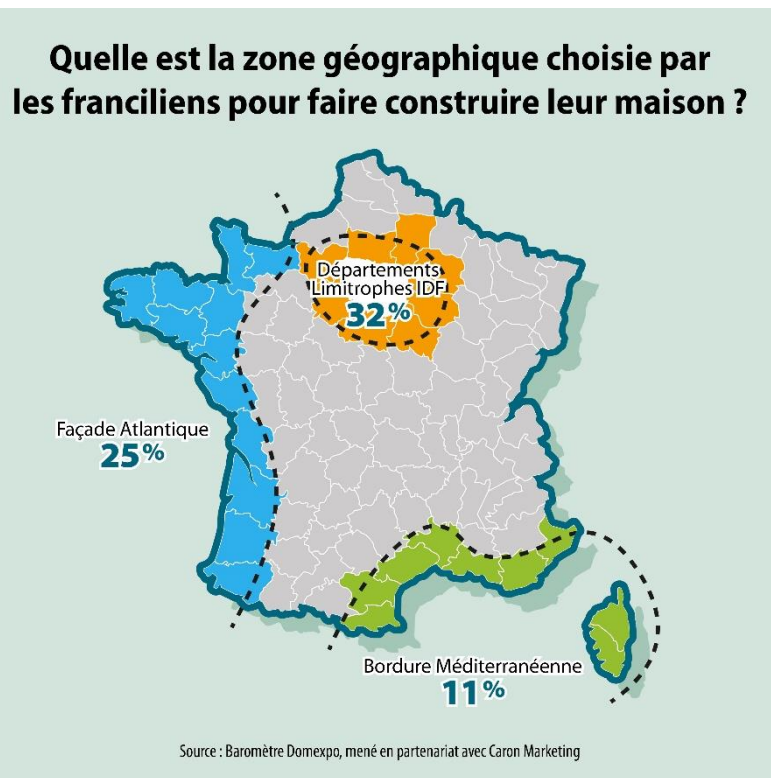 Quelle est la zone géographique choisie par
les franciliens pour faire construire leur maison ?
Départements
Limitrophes IDF
32%
Façade Atlantique
25%
Bordure Méditerranéenne
11%
Source : Baromètre Domexpo, mené en partenariat avec Caron Marketing